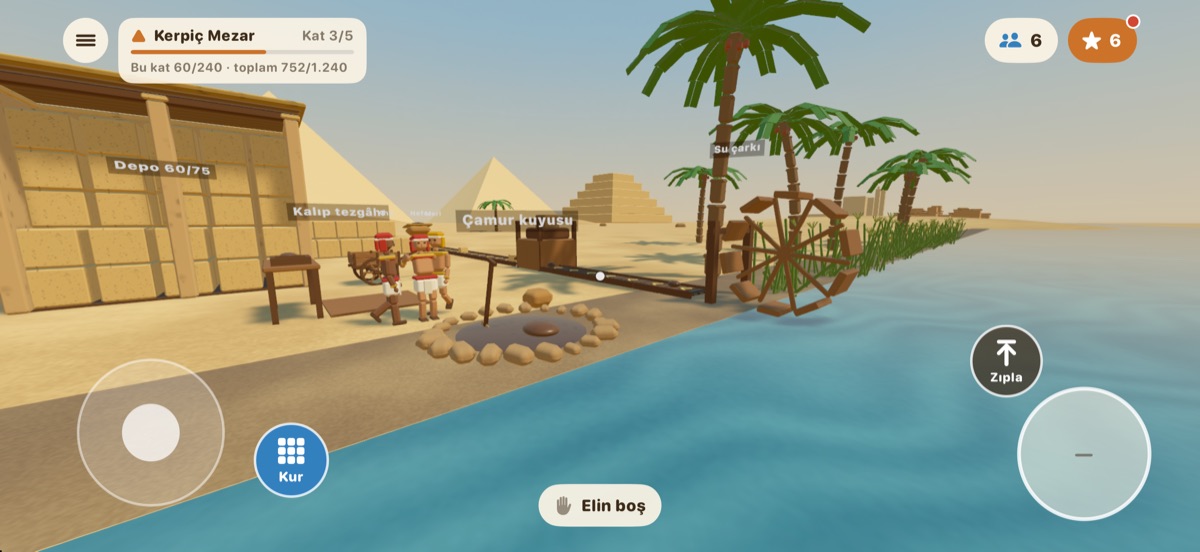 Kerpiç Mezar
Kat 3/5
Bu kat 60/240 · toplam 752/1.240
6
6
Su çarkı
Depo 60/75
Kalıp tezgâhı
Çamur kuyusu
Zıpla
Kur
Elin boş